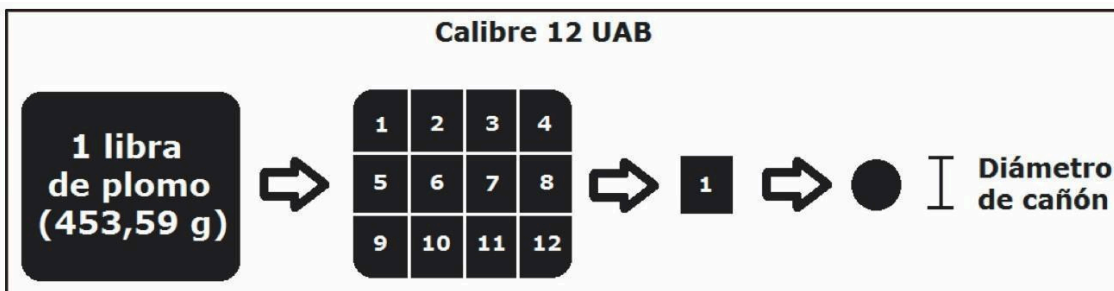 Calibre 12 UAB
1 libra
de plomo
(453,59 g)
1 2 3 4
5 6 7 8
9 10 11 12
1
Diámetro
de cañón